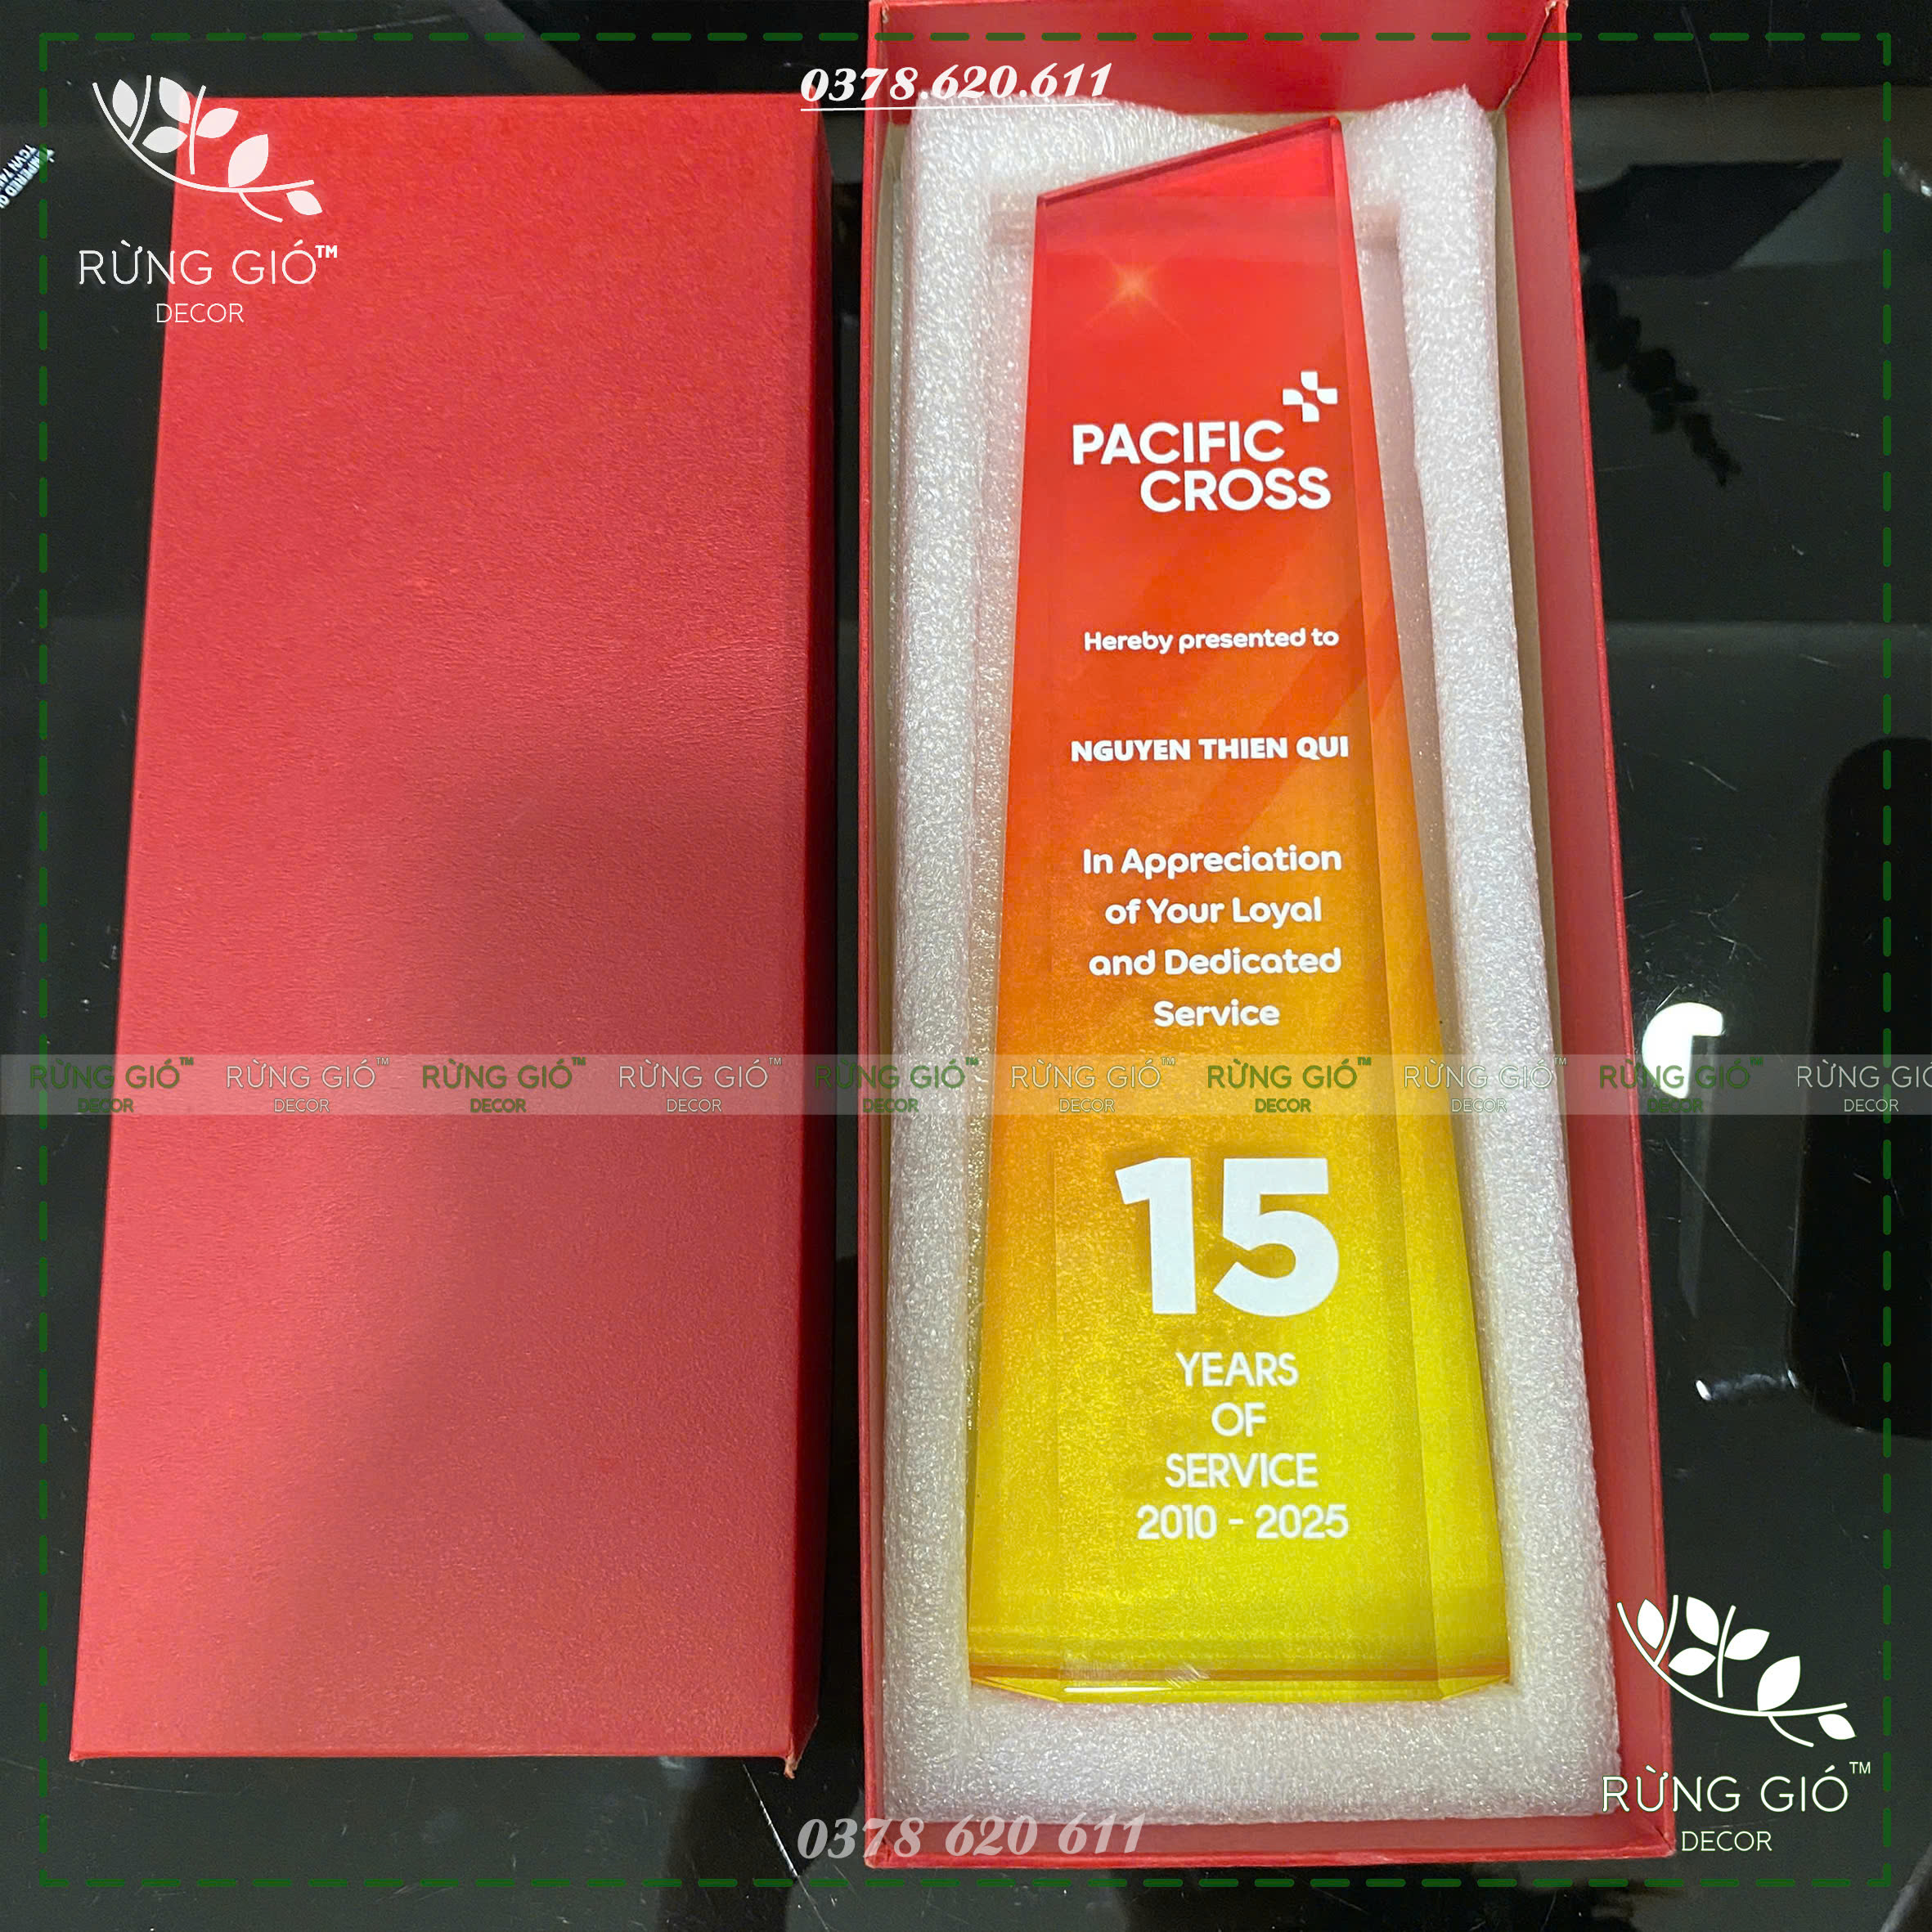 0378.620.611
RỪNG GIÓ™
DECOR
PACIFIC
CROSS
Hereby presented to
NGUYEN THIEN QUI
In Appreciation
of Your Loyal
and Dedicated
Service
RỪNG GIÓ™ RỪNG GIÓ™ RỪNG GIÓ™ RỪNG GIÓ™ RỪNG GIÓ™ RỪNG GIÓ™ RỪNG GIÓ™ RỪNG GIÓ™ RỪNG GIÓ™ RỪNG GIÓ
DECOR DECOR DECOR DECOR DECOR DECOR DECOR DECOR DECOR DECOR
15
YEARS
OF
SERVICE
2010 - 2025
RỪNG GIÓ™
DECOR
0378 620 611